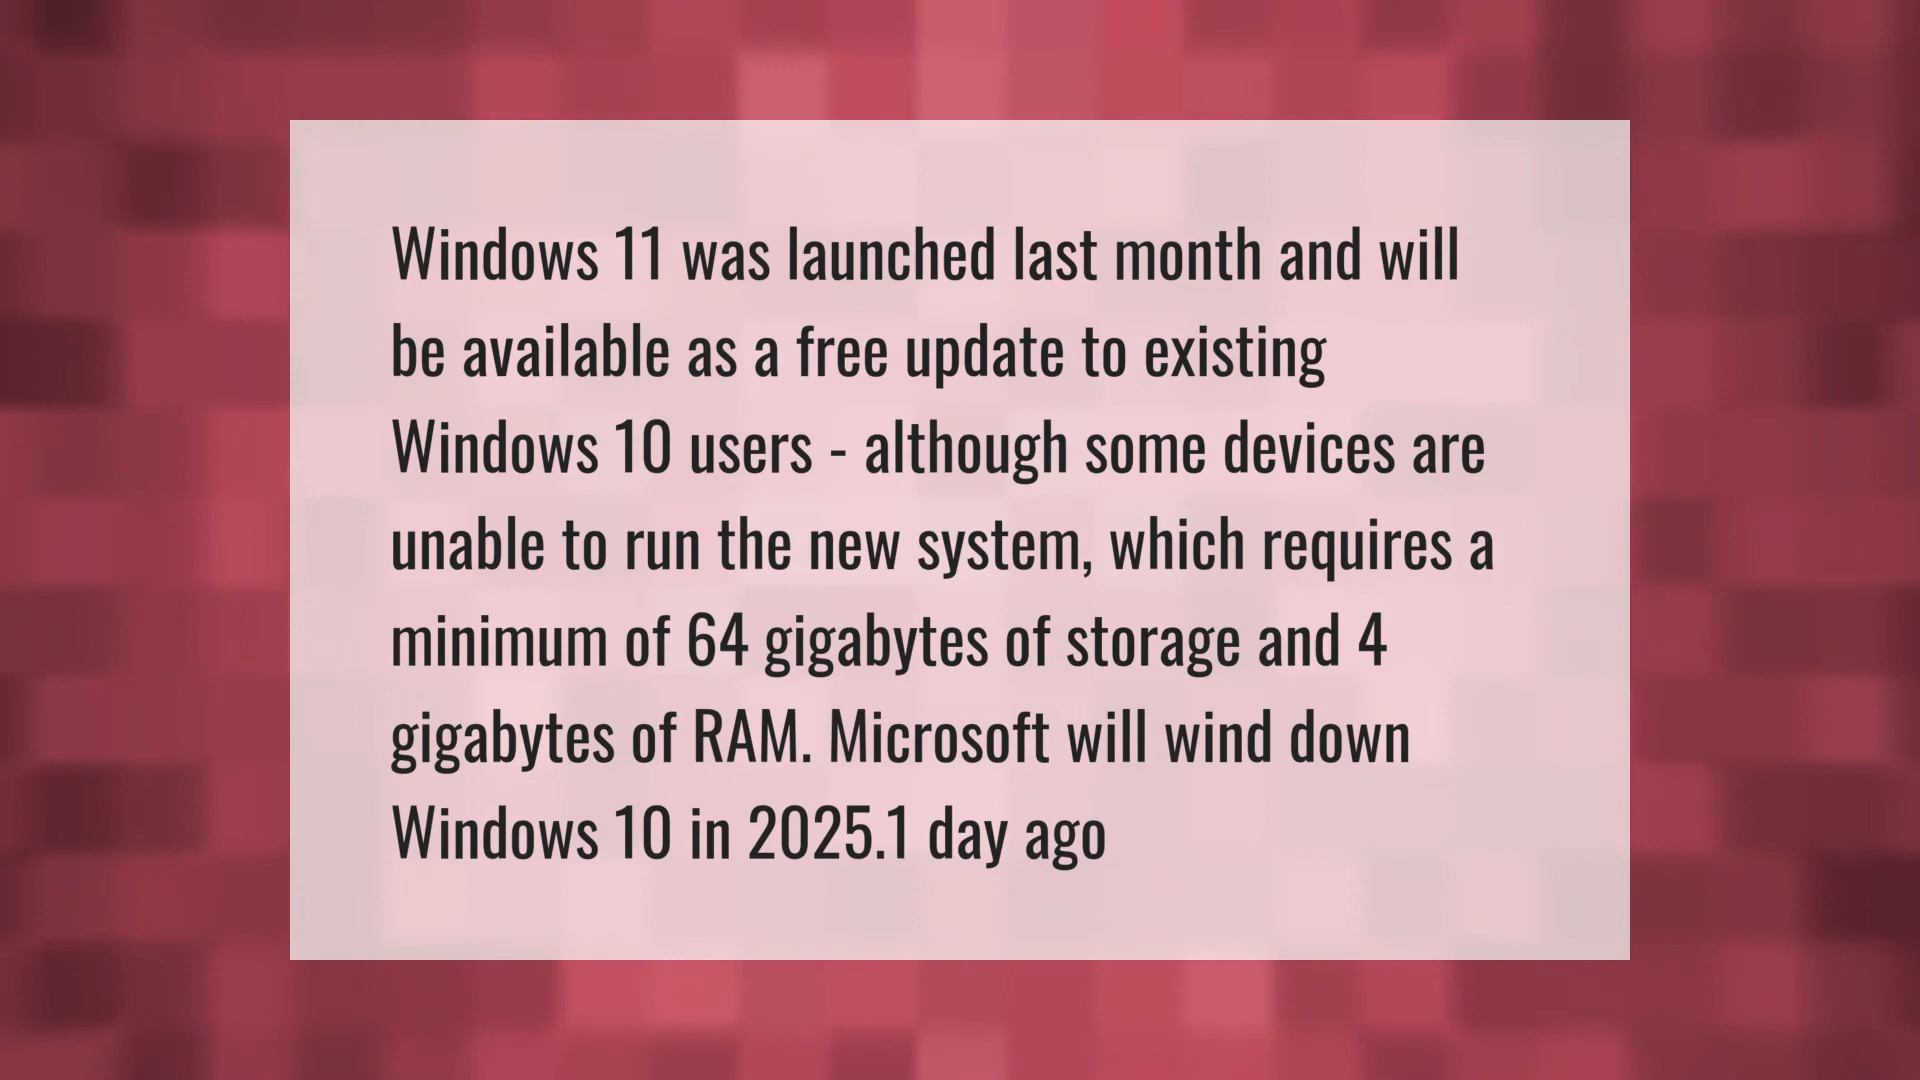 Windows 11 was launched last month and will
be available as a free update to existing
Windows 10 users - although some devices are
unable to run the new system, which requires a
minimum of 64 gigabytes of storage and 4
gigabytes of RAM. Microsoft will wind down
Windows 10 in 2025.1 day ago